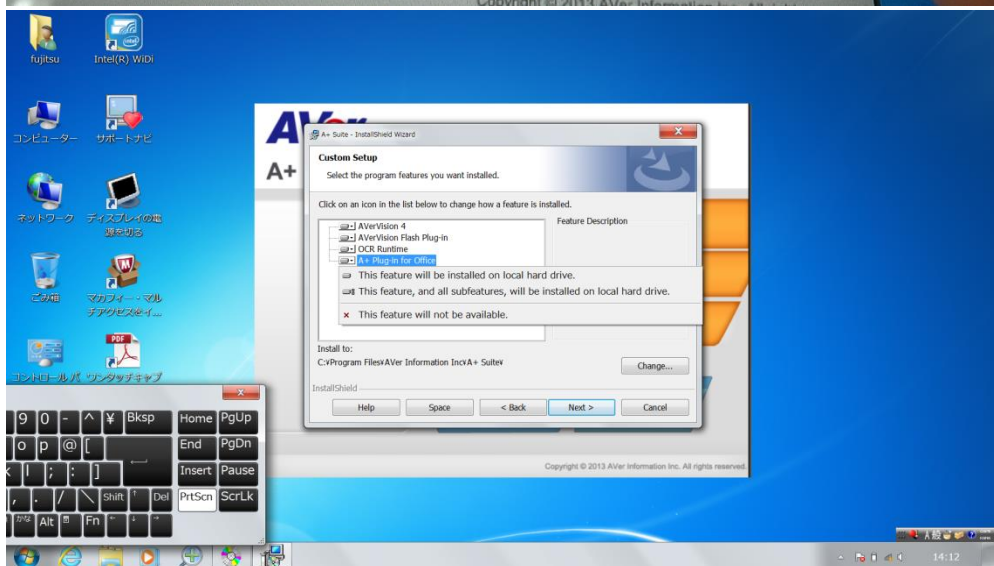 Copyright © 2013 AVer Information Inc. All rights
fujitsu
Intel(R) WiDi
コンピューター
サポートナビ
ネットワーク
ディスプレイの電
源を切る
ごみ箱
マカフィー・マル
チアクセスイ...
コントロール パ
ワンタッチキャプ
PDF
AVer
A+
A+ Suite - InstallShield Wizard
Custom Setup
Select the program features you want installed.
Click on an icon in the list below to change how a feature is installed.
AVerVision 4
AVerVision Flash Plug-in
OCR Runtime
A+ Plug-in for Office
Feature Description
This feature will be installed on local hard drive.
This feature, and all subfeatures, will be installed on local hard drive.
This feature will not be available.
Install to:
C:¥Program Files¥AVer Information Inc¥A+ Suite¥
Change...
InstallShield
Help
Space
< Back
Next >
Cancel
Copyright © 2013 AVer Information Inc. All rights reserved.
9 0 - ^ ¥ Bksp Home PgUp
o p @ [ End PgDn
k l ; : ] Insert Pause
, . / \ Shift ↑ Del PrtScn ScrLk
かな Alt Fn ← ↓ →
A 般
14:12